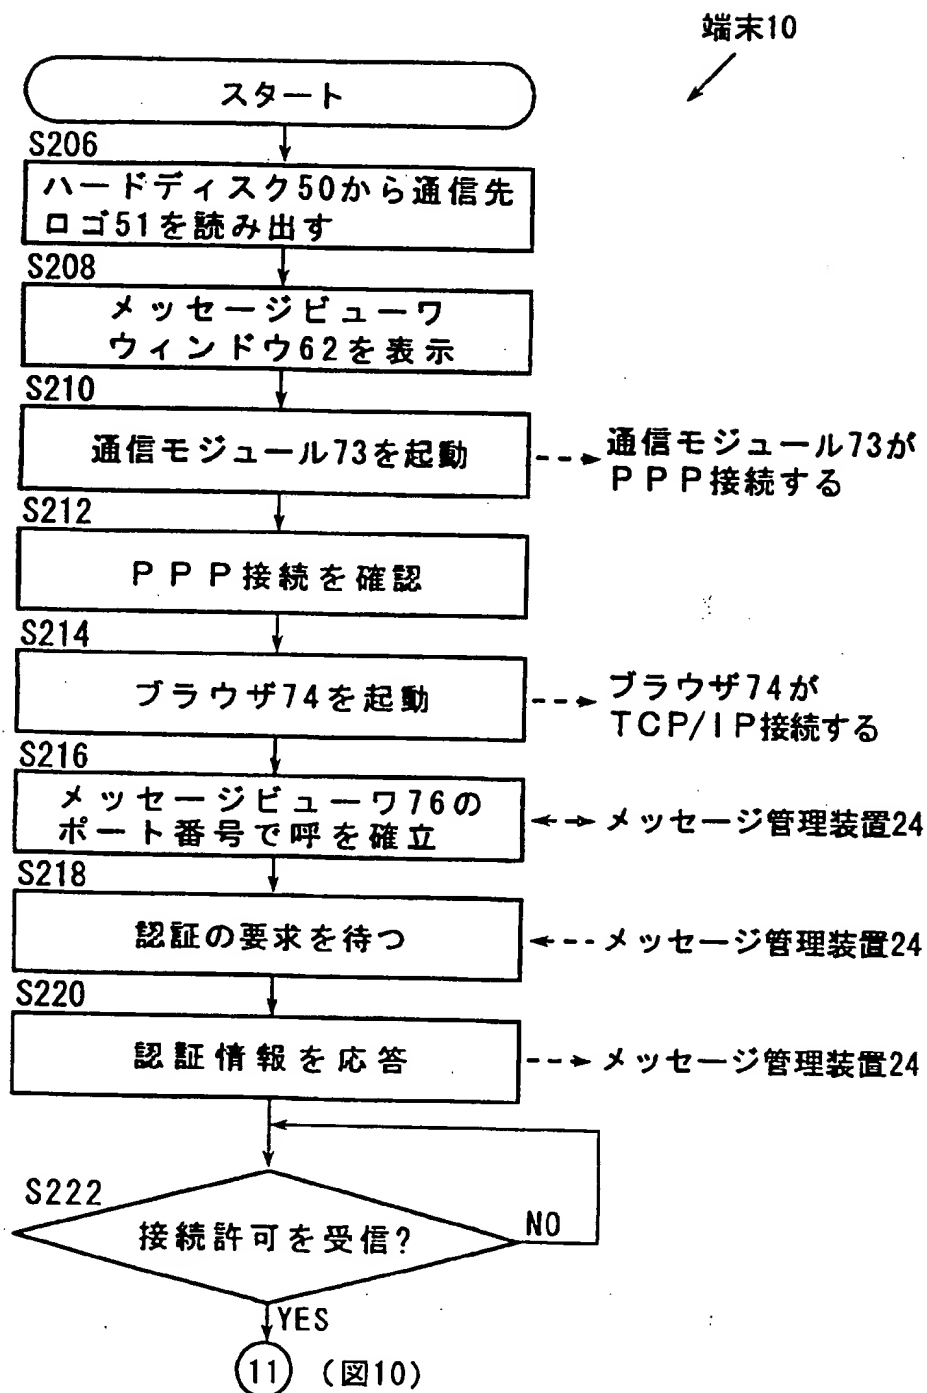 端末10
スタート
S206
ハードディスク50から通信先
ロゴ51を読み出す
S208
メッセージビューワ
ウィンドウ62を表示
S210
通信モジュール73を起動
通信モジュール73が
PPP接続する
S212
PPP接続を確認
S214
ブラウザ74を起動
ブラウザ74が
TCP/IP接続する
S216
メッセージビューワ76の
ポート番号で呼を確立
メッセージ管理装置24
S218
認証の要求を待つ
メッセージ管理装置24
S220
認証情報を応答
メッセージ管理装置24
S222
接続許可を受信?
NO
YES
11 (図10)